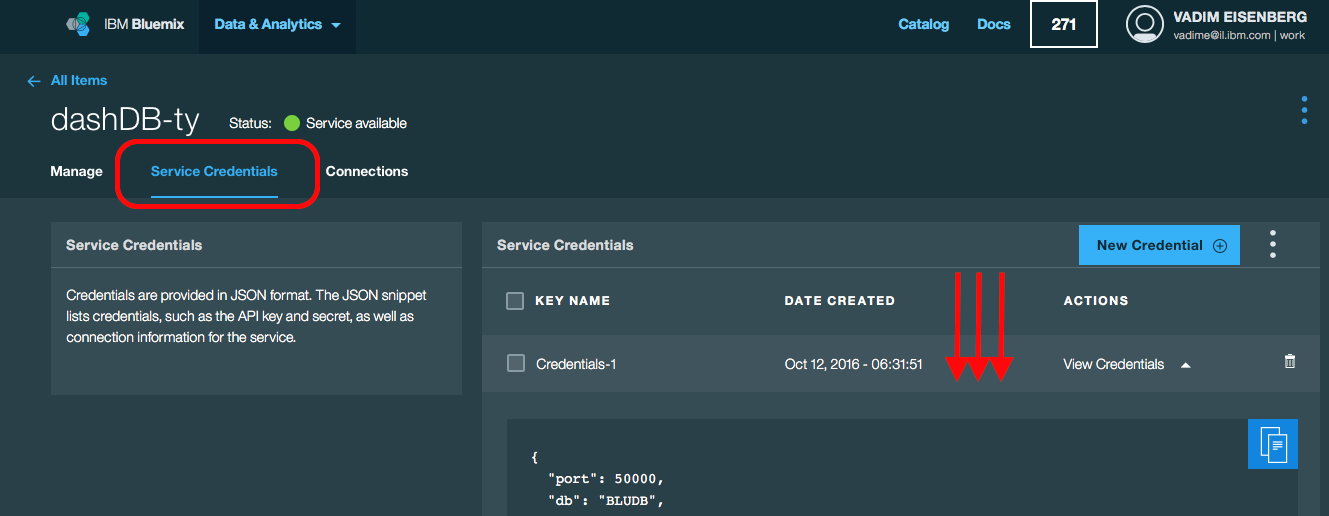 IBM Bluemix
Data & Analytics
Catalog
Docs
271
VADIM EISENBERG
vadime@il.ibm.com | work
All Items
dashDB-ty
Status:
Service available
Manage
Service Credentials
Connections
Service Credentials
Credentials are provided in JSON format. The JSON snippet
lists credentials, such as the API key and secret, as well as
connection information for the service.
Service Credentials
New Credential
KEY NAME
DATE CREATED
ACTIONS
Credentials-1
Oct 12, 2016 - 06:31:51
View Credentials
{
"port": 50000,
"db": "BLUDB",